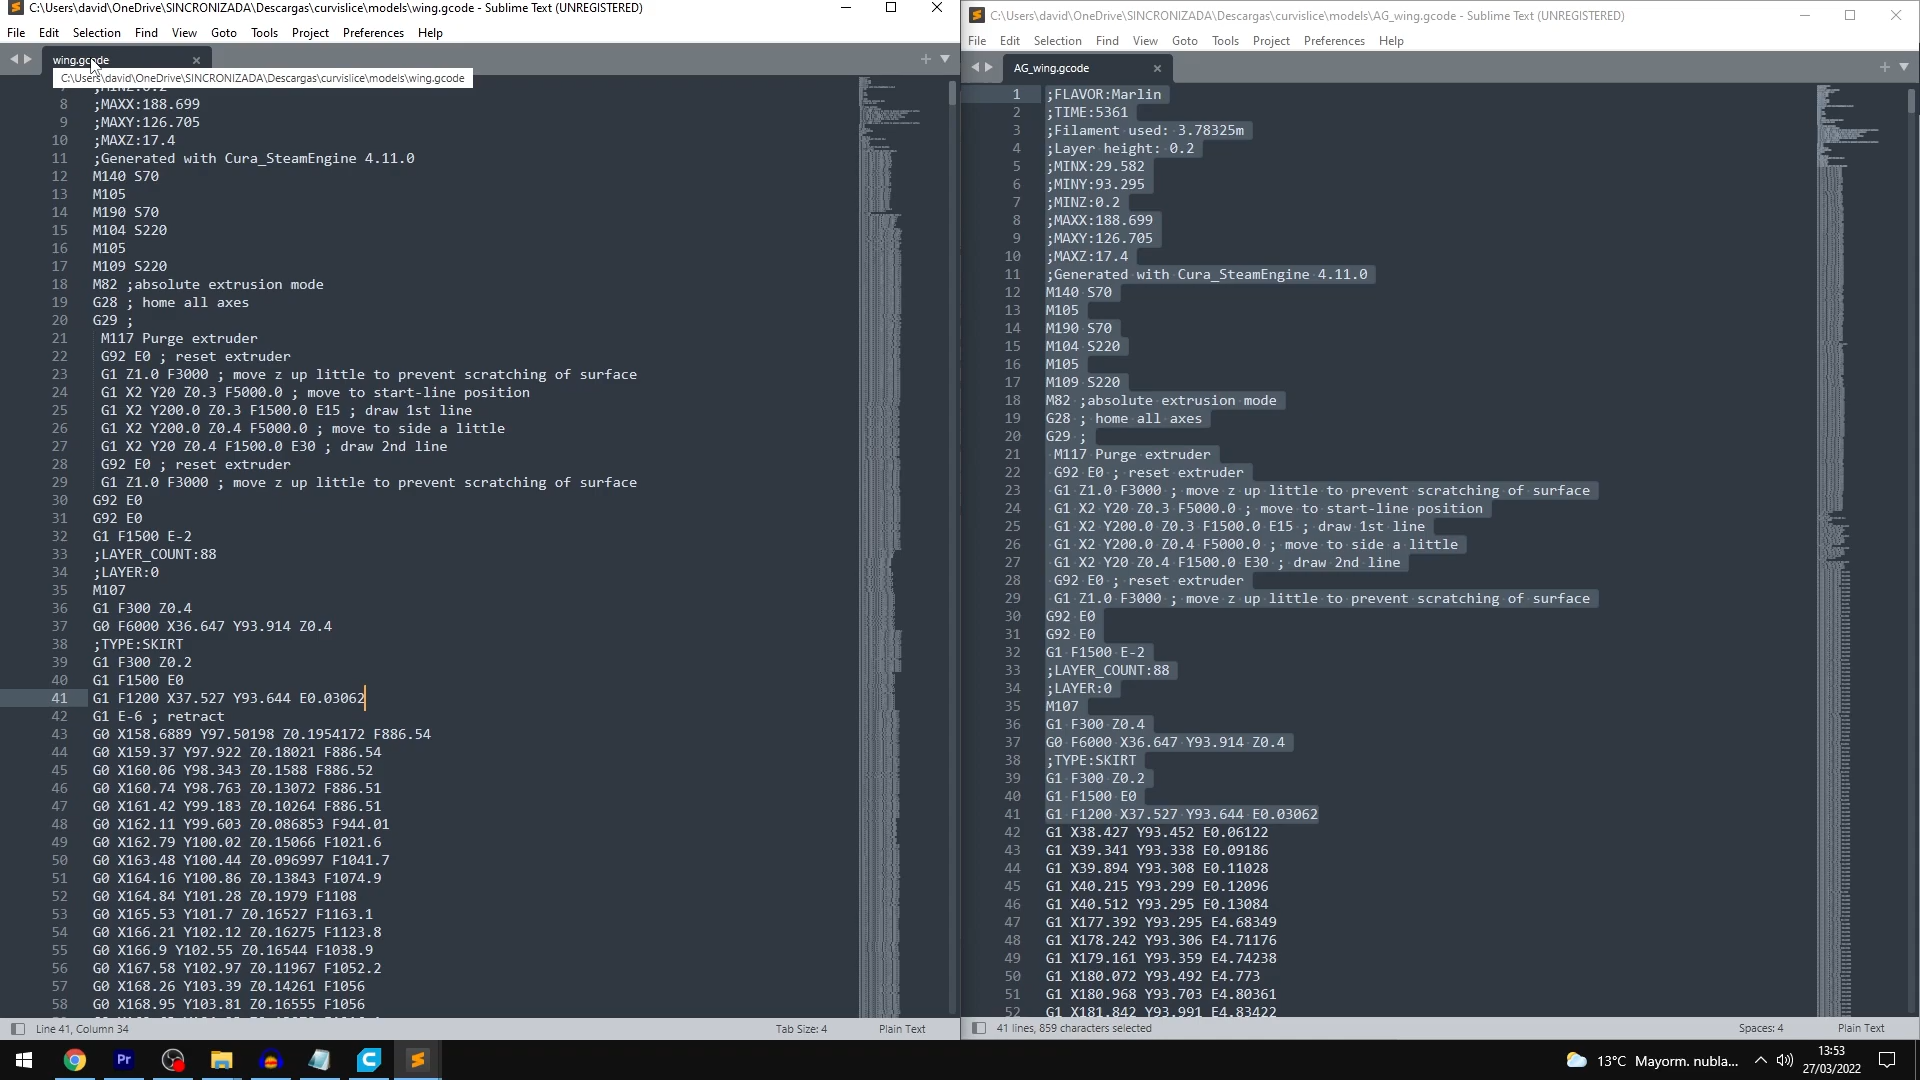 C:\Users\david\OneDrive\SINCRONIZADA\Descargas\curvislice\models\wing.gcode - Sublime Text (UNREGISTERED)
File Edit Selection Find View Goto Tools Project Preferences Help
wing.gcode
C:\Users\david\OneDrive\SINCRONIZADA\Descargas\curvislice\models\wing.gcode
7 ;MINZ:0.2
8 ;MAXX:188.699
9 ;MAXY:126.705
10 ;MAXZ:17.4
11 ;Generated with Cura_SteamEngine 4.11.0
12 M140 S70
13 M105
14 M190 S70
15 M104 S220
16 M105
17 M109 S220
18 M82 ;absolute extrusion mode
19 G28 ; home all axes
20 G29 ;
21 M117 Purge extruder
22 G92 E0 ; reset extruder
23 G1 Z1.0 F3000 ; move z up little to prevent scratching of surface
24 G1 X2 Y20 Z0.3 F5000.0 ; move to start-line position
25 G1 X2 Y200.0 Z0.3 F1500.0 E15 ; draw 1st line
26 G1 X2 Y200.0 Z0.4 F5000.0 ; move to side a little
27 G1 X2 Y20 Z0.4 F1500.0 E30 ; draw 2nd line
28 G92 E0 ; reset extruder
29 G1 Z1.0 F3000 ; move z up little to prevent scratching of surface
30 G92 E0
31 G92 E0
32 G1 F1500 E-2
33 ;LAYER_COUNT:88
34 ;LAYER:0
35 M107
36 G1 F300 Z0.4
37 G0 F6000 X36.647 Y93.914 Z0.4
38 ;TYPE:SKIRT
39 G1 F300 Z0.2
40 G1 F1500 E0
41 G1 F1200 X37.527 Y93.644 E0.03062
42 G1 E-6 ; retract
43 G0 X158.6889 Y97.50198 Z0.1954172 F886.54
44 G0 X159.37 Y97.922 Z0.18021 F886.54
45 G0 X160.06 Y98.343 Z0.1588 F886.52
46 G0 X160.74 Y98.763 Z0.13072 F886.51
47 G0 X161.42 Y99.183 Z0.10264 F886.51
48 G0 X162.11 Y99.603 Z0.086853 F944.01
49 G0 X162.79 Y100.02 Z0.15066 F1021.6
50 G0 X163.48 Y100.44 Z0.096997 F1041.7
51 G0 X164.16 Y100.86 Z0.13843 F1074.9
52 G0 X164.84 Y101.28 Z0.1979 F1108
53 G0 X165.53 Y101.7 Z0.16527 F1163.1
54 G0 X166.21 Y102.12 Z0.16275 F1123.8
55 G0 X166.9 Y102.55 Z0.16544 F1038.9
56 G0 X167.58 Y102.97 Z0.11967 F1052.2
57 G0 X168.26 Y103.39 Z0.14261 F1056
58 G0 X168.95 Y103.81 Z0.16555 F1056
Line 41, Column 34
Tab Size: 4
Plain Text
C:\Users\david\OneDrive\SINCRONIZADA\Descargas\curvislice\models\AG_wing.gcode - Sublime Text (UNREGISTERED)
File Edit Selection Find View Goto Tools Project Preferences Help
AG_wing.gcode
1 ;FLAVOR:Marlin
2 ;TIME:5361
3 ;Filament used: 3.78325m
4 ;Layer height: 0.2
5 ;MINX:29.582
6 ;MINY:93.295
7 ;MINZ:0.2
8 ;MAXX:188.699
9 ;MAXY:126.705
10 ;MAXZ:17.4
11 ;Generated with Cura_SteamEngine 4.11.0
12 M140 S70
13 M105
14 M190 S70
15 M104 S220
16 M105
17 M109 S220
18 M82 ;absolute extrusion mode
19 G28 ; home all axes
20 G29 ;
21 M117 Purge extruder
22 G92 E0 ; reset extruder
23 G1 Z1.0 F3000 ; move z up little to prevent scratching of surface
24 G1 X2 Y20 Z0.3 F5000.0 ; move to start-line position
25 G1 X2 Y200.0 Z0.3 F1500.0 E15 ; draw 1st line
26 G1 X2 Y200.0 Z0.4 F5000.0 ; move to side a little
27 G1 X2 Y20 Z0.4 F1500.0 E30 ; draw 2nd line
28 G92 E0 ; reset extruder
29 G1 Z1.0 F3000 ; move z up little to prevent scratching of surface
30 G92 E0
31 G92 E0
32 G1 F1500 E-2
33 ;LAYER_COUNT:88
34 ;LAYER:0
35 M107
36 G1 F300 Z0.4
37 G0 F6000 X36.647 Y93.914 Z0.4
38 ;TYPE:SKIRT
39 G1 F300 Z0.2
40 G1 F1500 E0
41 G1 F1200 X37.527 Y93.644 E0.03062
42 G1 X38.427 Y93.452 E0.06122
43 G1 X39.341 Y93.338 E0.09186
44 G1 X39.894 Y93.308 E0.11028
45 G1 X40.215 Y93.299 E0.12096
46 G1 X40.512 Y93.295 E0.13084
47 G1 X177.392 Y93.295 E4.68349
48 G1 X178.242 Y93.306 E4.71176
49 G1 X179.161 Y93.359 E4.74238
50 G1 X180.072 Y93.492 E4.773
51 G1 X180.968 Y93.703 E4.80361
52 G1 X181.842 Y93.991 E4.83422
41 lines, 859 characters selected
Spaces: 4
Plain Text
13°C Mayorm. nubla...
13:53
27/03/2022